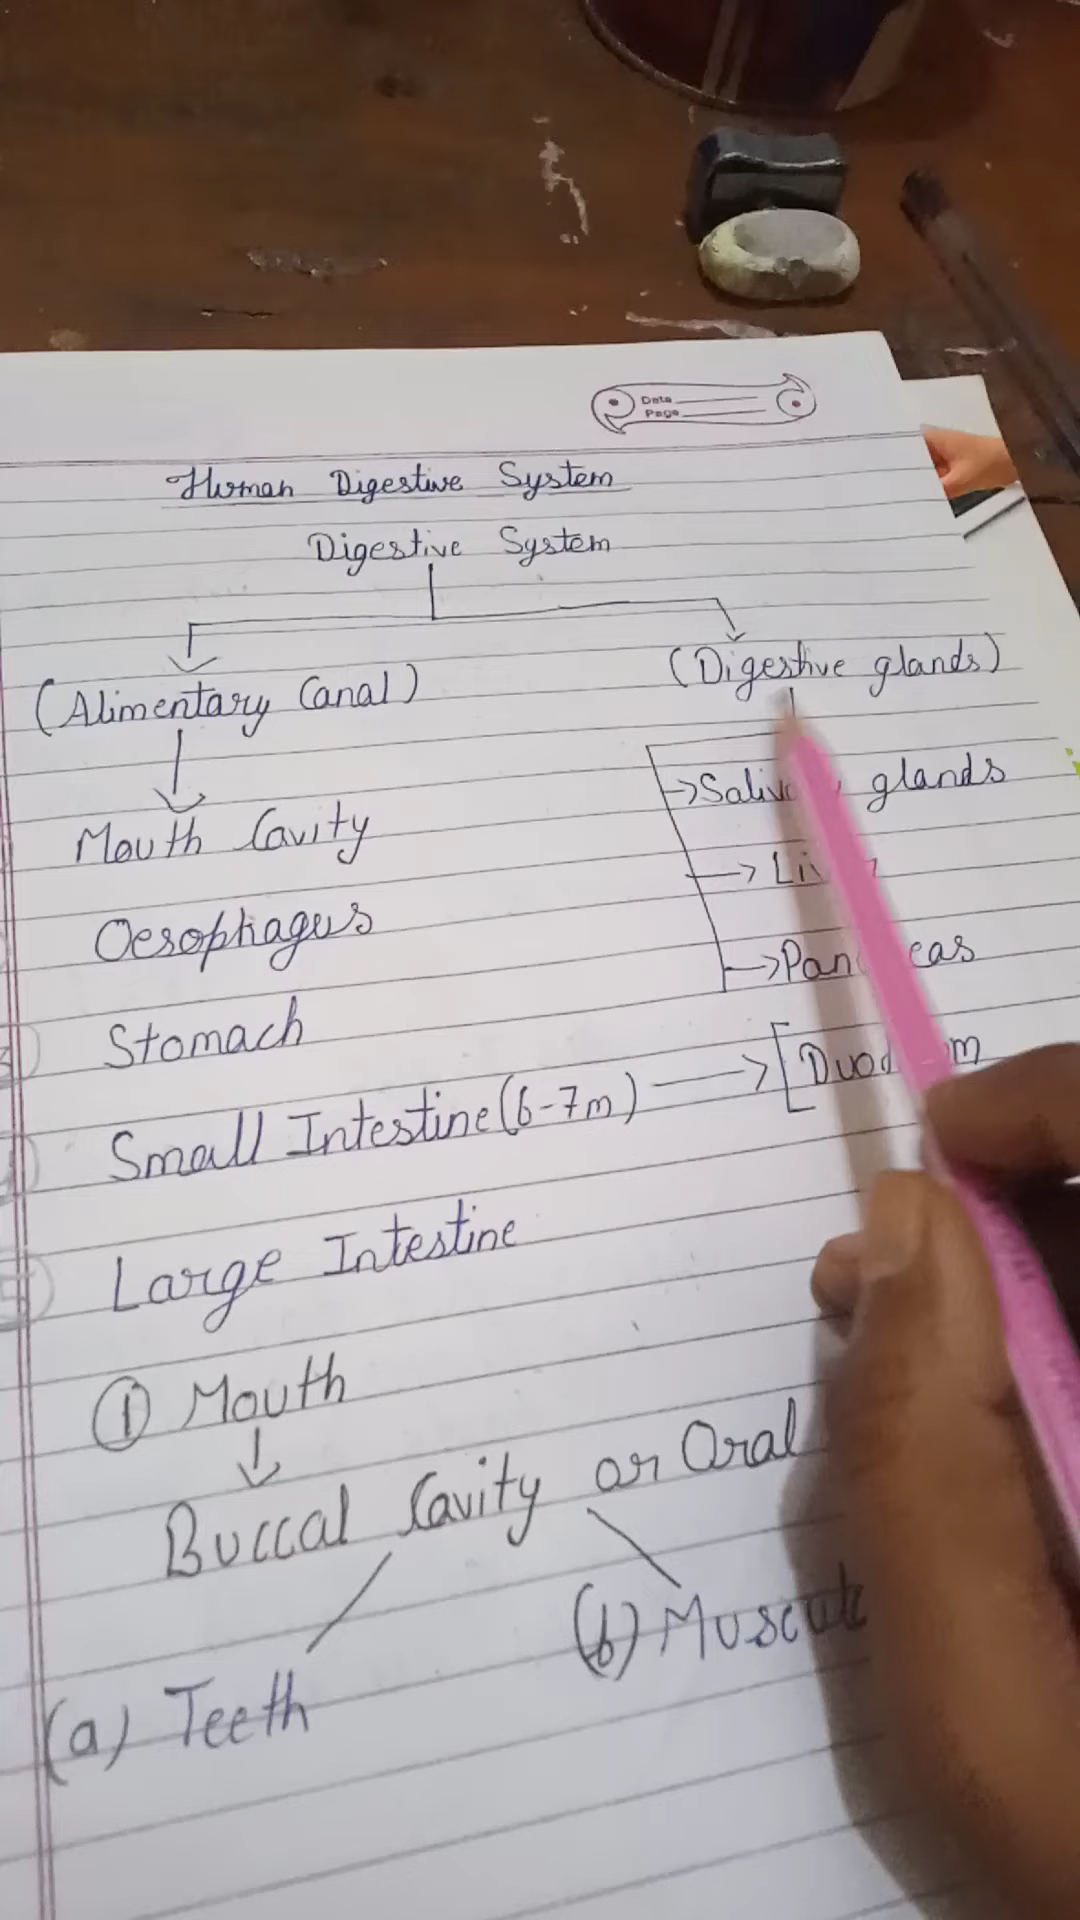 Date
Page
Human Digestive System
Digestive System
(Alimentary Canal)
(Digestive glands)
Mouth Cavity
→ glands
Oesophagus
→
Stomach
→
Small Intestine (6-7m) → [
Large Intestine
① Mouth
Buccal Cavity or Oral
(a) Teeth
(b)